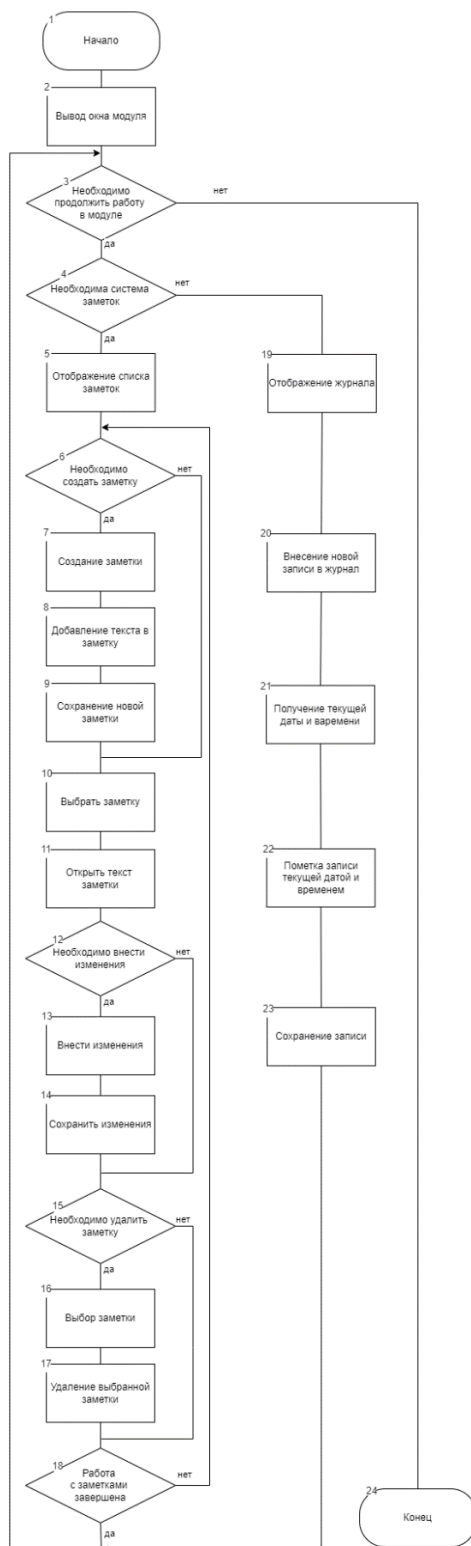 1
Начало
2
Вывод окна модуля
3
Необходимо
продолжить работу
в модуле
нет
да
4
Необходима система
заметок
нет
да
5
Отображение списка
заметок
6
Необходимо
создать заметку
нет
да
7
Создание заметки
8
Добавление текста в
заметку
9
Сохранение новой
заметки
10
Выбрать заметку
11
Открыть текст
заметки
12
Необходимо внести
изменения
нет
да
13
Внести изменения
14
Сохранить изменения
15
Необходимо удалить
заметку
нет
да
16
Выбор заметки
17
Удаление выбранной
заметки
18
Работа
с заметками
завершена
нет
да
19
Отображение журнала
20
Внесение новой
записи в журнал
21
Получение текущей
даты и варемени
22
Пометка записи
текущей датой и
временем
23
Сохранение записи
24
Конец